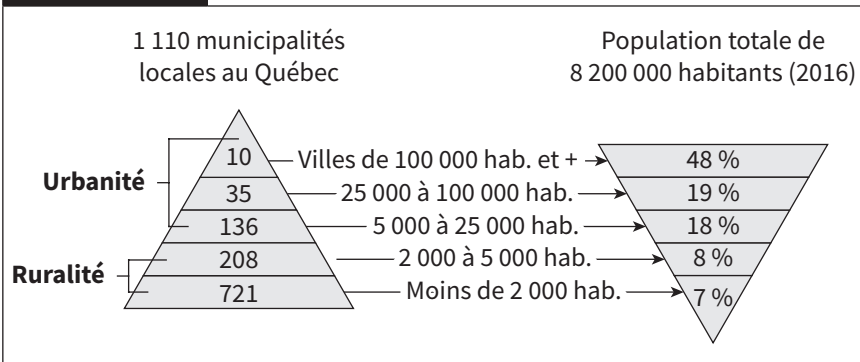 1 110 municipalités
locales au Québec
Population totale de
8 200 000 habitants (2016)
Urbanité
Ruralité
10
Villes de 100 000 hab. et +
48 %
35
25 000 à 100 000 hab.
19 %
136
5 000 à 25 000 hab.
18 %
208
2 000 à 5 000 hab.
8 %
721
Moins de 2 000 hab.
7 %